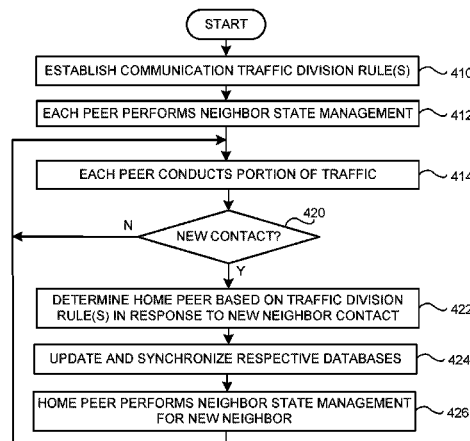 START
ESTABLISH COMMUNICATION TRAFFIC DIVISION RULE(S)
410
EACH PEER PERFORMS NEIGHBOR STATE MANAGEMENT
412
EACH PEER CONDUCTS PORTION OF TRAFFIC
414
420
N
NEW CONTACT?
Y
DETERMINE HOME PEER BASED ON TRAFFIC DIVISION
RULE(S) IN RESPONSE TO NEW NEIGHBOR CONTACT
422
UPDATE AND SYNCHRONIZE RESPECTIVE DATABASES
424
HOME PEER PERFORMS NEIGHBOR STATE MANAGEMENT
FOR NEW NEIGHBOR
426